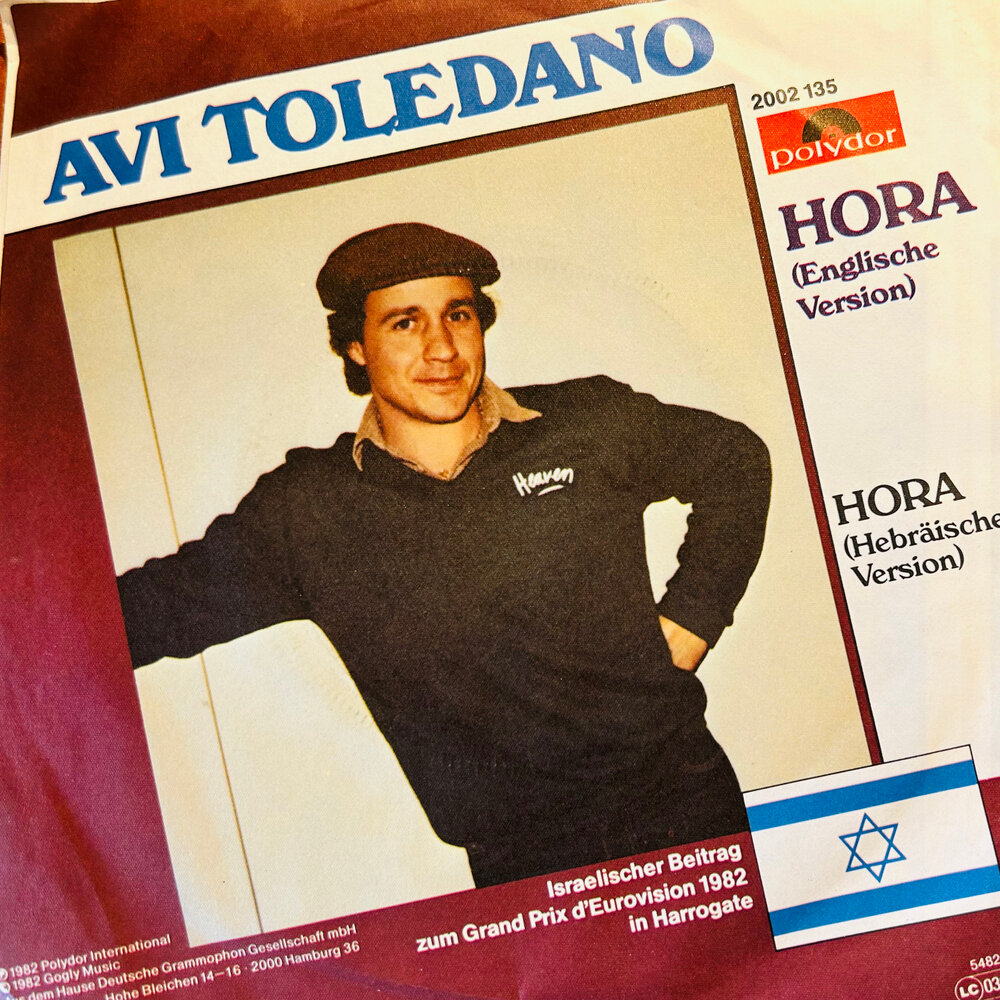 AVI TOLEDANO
2002 135
polydor
HORA
(Englische
Version)
Heaven
HORA
(Hebräische
Version)
Israelischer Beitrag
zum Grand Prix d'Eurovision 1982
in Harrogate
℗ 1982 Polydor International
© 1982 Gogly Music
dem Hause Deutsche Grammophon Gesellschaft mbH
Hohe Bleichen 14–16 · 2000 Hamburg 36
5482
LC 03